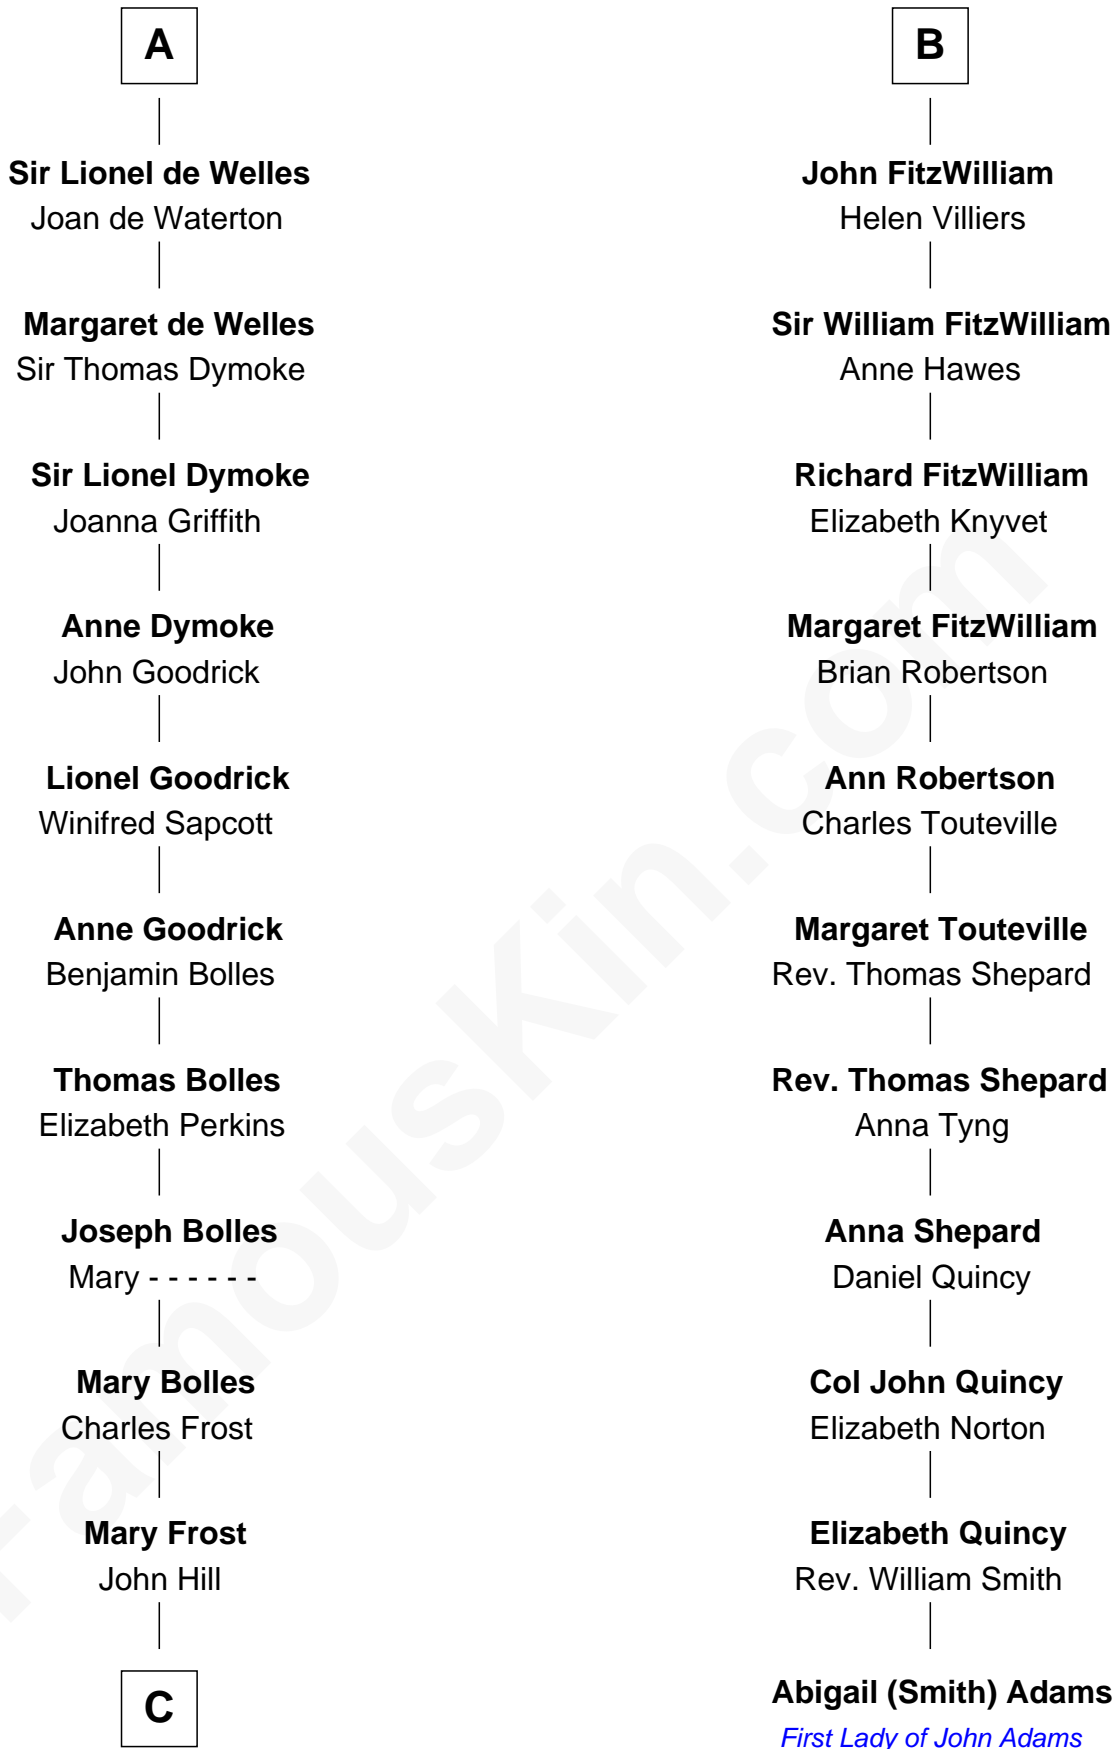 A
Sir Lionel de Welles
Joan de Waterton
Margaret de Welles
Sir Thomas Dymoke
Sir Lionel Dymoke
Joanna Griffith
Anne Dymoke
John Goodrick
Lionel Goodrick
Winifred Sapcott
Anne Goodrick
Benjamin Bolles
Thomas Bolles
Elizabeth Perkins
Joseph Bolles
Mary - - - - - -
Mary Bolles
Charles Frost
Mary Frost
John Hill
C
B
John FitzWilliam
Helen Villiers
Sir William FitzWilliam
Anne Hawes
Richard FitzWilliam
Elizabeth Knyvet
Margaret FitzWilliam
Brian Robertson
Ann Robertson
Charles Touteville
Margaret Touteville
Rev. Thomas Shepard
Rev. Thomas Shepard
Anna Tyng
Anna Shepard
Daniel Quincy
Col John Quincy
Elizabeth Norton
Elizabeth Quincy
Rev. William Smith
Abigail (Smith) Adams
First Lady of John Adams
FamousKin.com